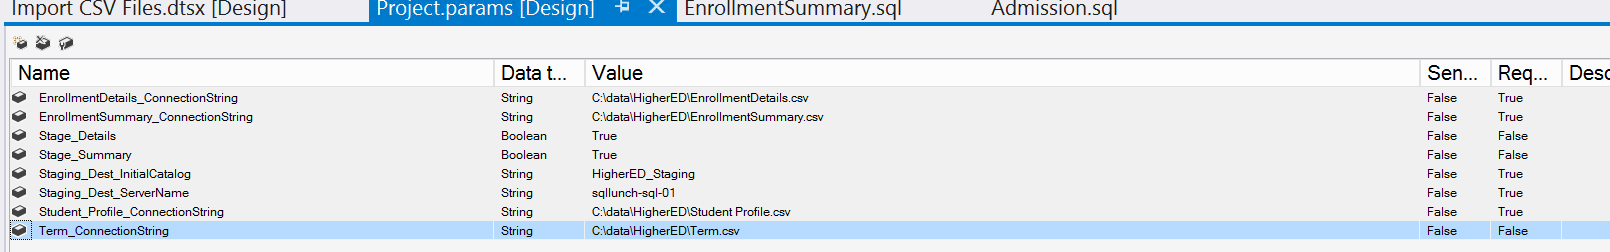 Import CSV Files.dtsx [Design] Project.params [Design] EnrollmentSummary.sql Admission.sql
Name Data t... Value Sen... Req... Desc
EnrollmentDetails_ConnectionString String C:\data\HigherED\EnrollmentDetails.csv False True
EnrollmentSummary_ConnectionString String C:\data\HigherED\EnrollmentSummary.csv False True
Stage_Details Boolean True False False
Stage_Summary Boolean True False False
Staging_Dest_InitialCatalog String HigherED_Staging False True
Staging_Dest_ServerName String sqllunch-sql-01 False True
Student_Profile_ConnectionString String C:\data\HigherED\Student Profile.csv False True
Term_ConnectionString String C:\data\HigherED\Term.csv False False